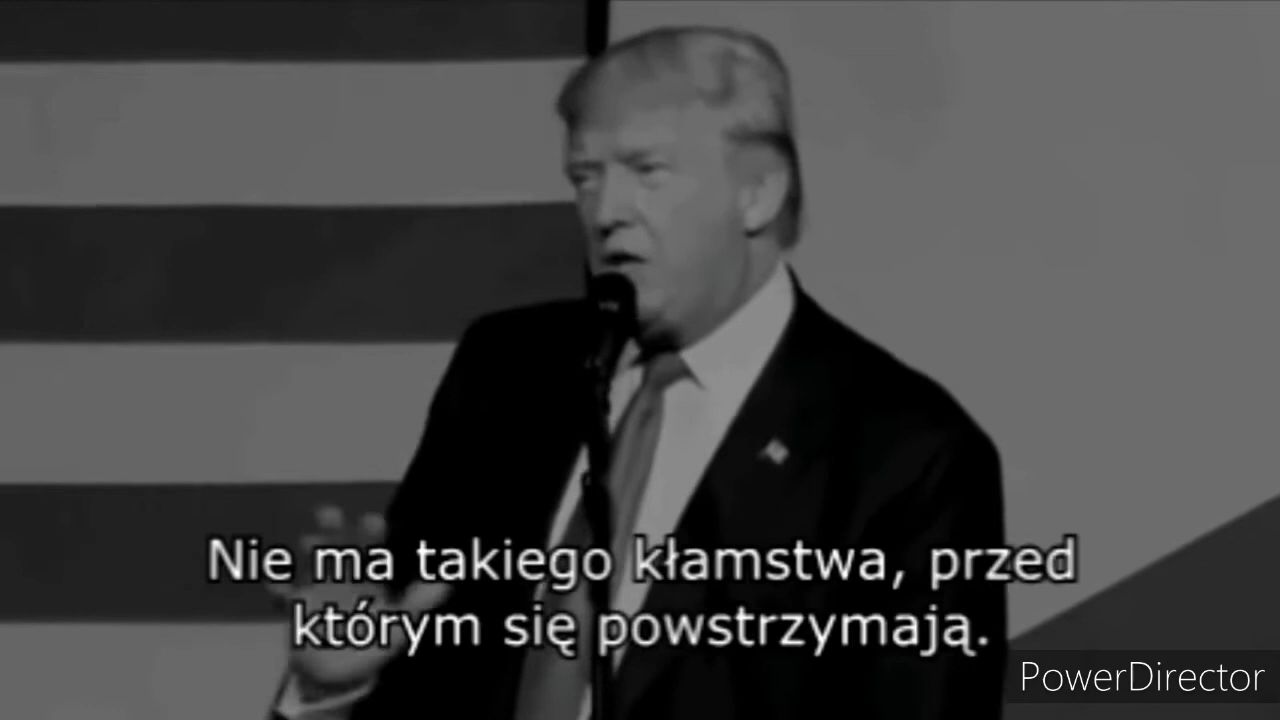 Nie ma takiego kłamstwa, przed
którym się powstrzymają.
PowerDirector